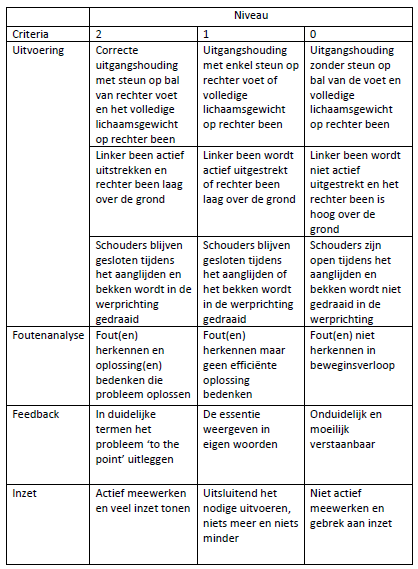 Niveau
Criteria 2 1 0
Uitvoering
Correcte
uitgangshouding
met steun op bal
van rechter voet
en het volledige
lichaamsgewicht
op rechter been
Uitgangshouding
met enkel steun op
rechter voet of
volledige
lichaamsgewicht
op rechter been
Uitgangshouding
zonder steun op
bal van de voet en
volledige
lichaamsgewicht
op rechter been
Linker been actief
uitstrekken en
rechter been laag
over de grond
Linker been wordt
actief uitgestrekt
of rechter been
laag over de grond
Linker been wordt
niet actief
uitgestrekt en het
rechter been is
hoog over de
grond
Schouders blijven
gesloten tijdens
het aanglijden en
bekken wordt in de
werprichting
gedraaid
Schouders blijven
gesloten tijdens
het aanglijden of
het bekken wordt
in de werprichting
gedraaid
Schouders zijn
open tijdens het
aanglijden en
bekken wordt niet
gedraaid in de
werprichting
Foutenanalyse
Fout(en)
herkennen en
oplossing(en)
bedenken die
probleem oplossen
Fout(en)
herkennen maar
geen efficiënte
oplossing
bedenken
Fout(en) niet
herkennen in
beweginsverloop
Feedback
In duidelijke
termen het
probleem ‘to the
point’ uitleggen
De essentie
weergeven in
eigen woorden
Onduidelijk en
moeilijk
verstaanbaar
Inzet
Actief meewerken
en veel inzet tonen
Uitsluitend het
nodige uitvoeren,
niets meer en niets
minder
Niet actief
meewerken en
gebrek aan inzet